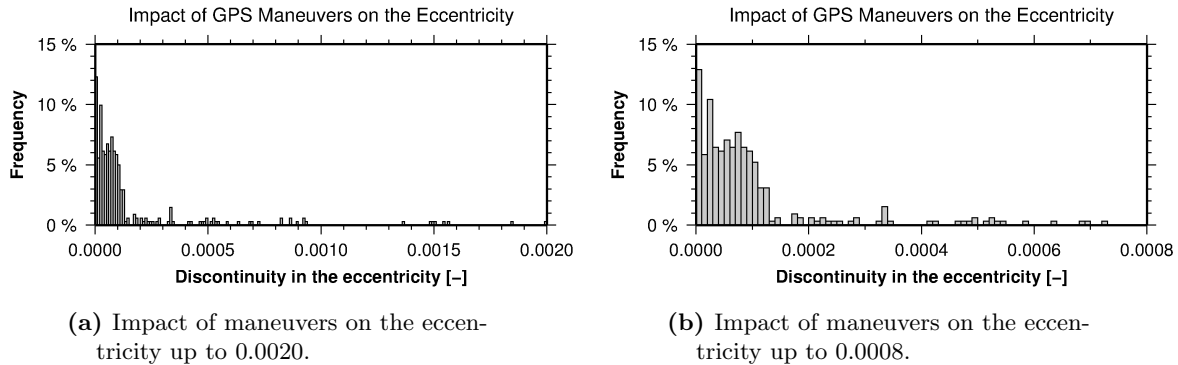 Impact of GPS Maneuvers on the Eccentricity
15 %
10 %
5 %
0 %
Frequency
0.0000 0.0005 0.0010 0.0015 0.0020
Discontinuity in the eccentricity [−]
(a) Impact of maneuvers on the eccen-
tricity up to 0.0020.
Impact of GPS Maneuvers on the Eccentricity
15 %
10 %
5 %
0 %
Frequency
0.0000 0.0002 0.0004 0.0006 0.0008
Discontinuity in the eccentricity [−]
(b) Impact of maneuvers on the eccen-
tricity up to 0.0008.